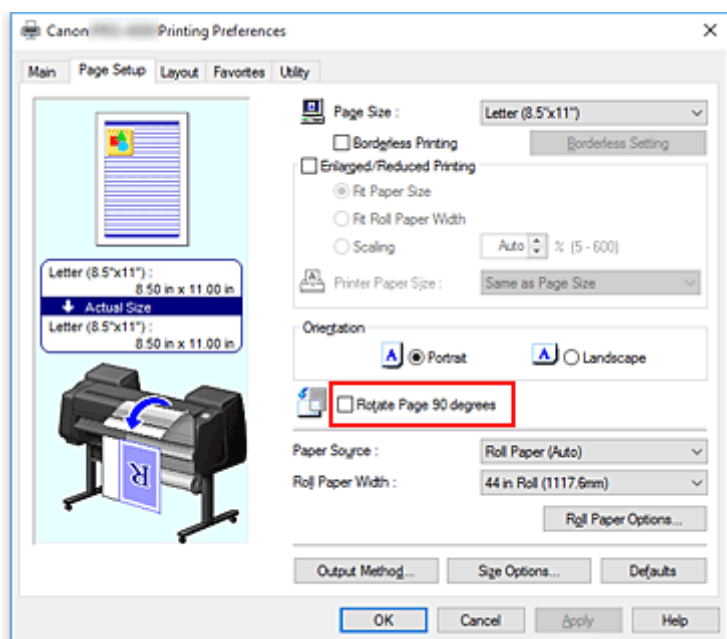 Canon Printing Preferences
Main Page Setup Layout Favorites Utility
Page Size : Letter (8.5"x11")
Borderless Printing Borderless Setting
Enlarged/Reduced Printing
Fit Paper Size
Fit Roll Paper Width
Scaling Auto % (5 - 600)
Printer Paper Size : Same as Page Size
Letter (8.5"x11") :
8.50 in x 11.00 in
Actual Size
Letter (8.5"x11") :
8.50 in x 11.00 in
Orientation
A Portrait A Landscape
Rotate Page 90 degrees
Paper Source : Roll Paper (Auto)
Roll Paper Width : 44 in Roll (1117.6mm)
R
Roll Paper Options...
Output Method... Size Options... Defaults
OK Cancel Apply Help